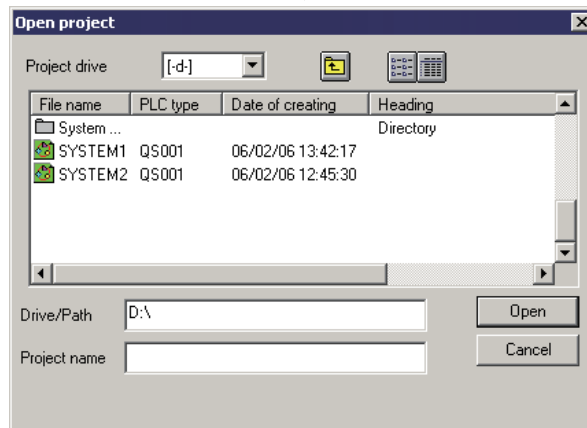 Open project
Project drive [-d-]
File name PLC type Date of creating Heading
System ... Directory
SYSTEM1 QS001 06/02/06 13:42:17
SYSTEM2 QS001 06/02/06 12:45:30
Drive/Path D:\ Open
Project name Cancel